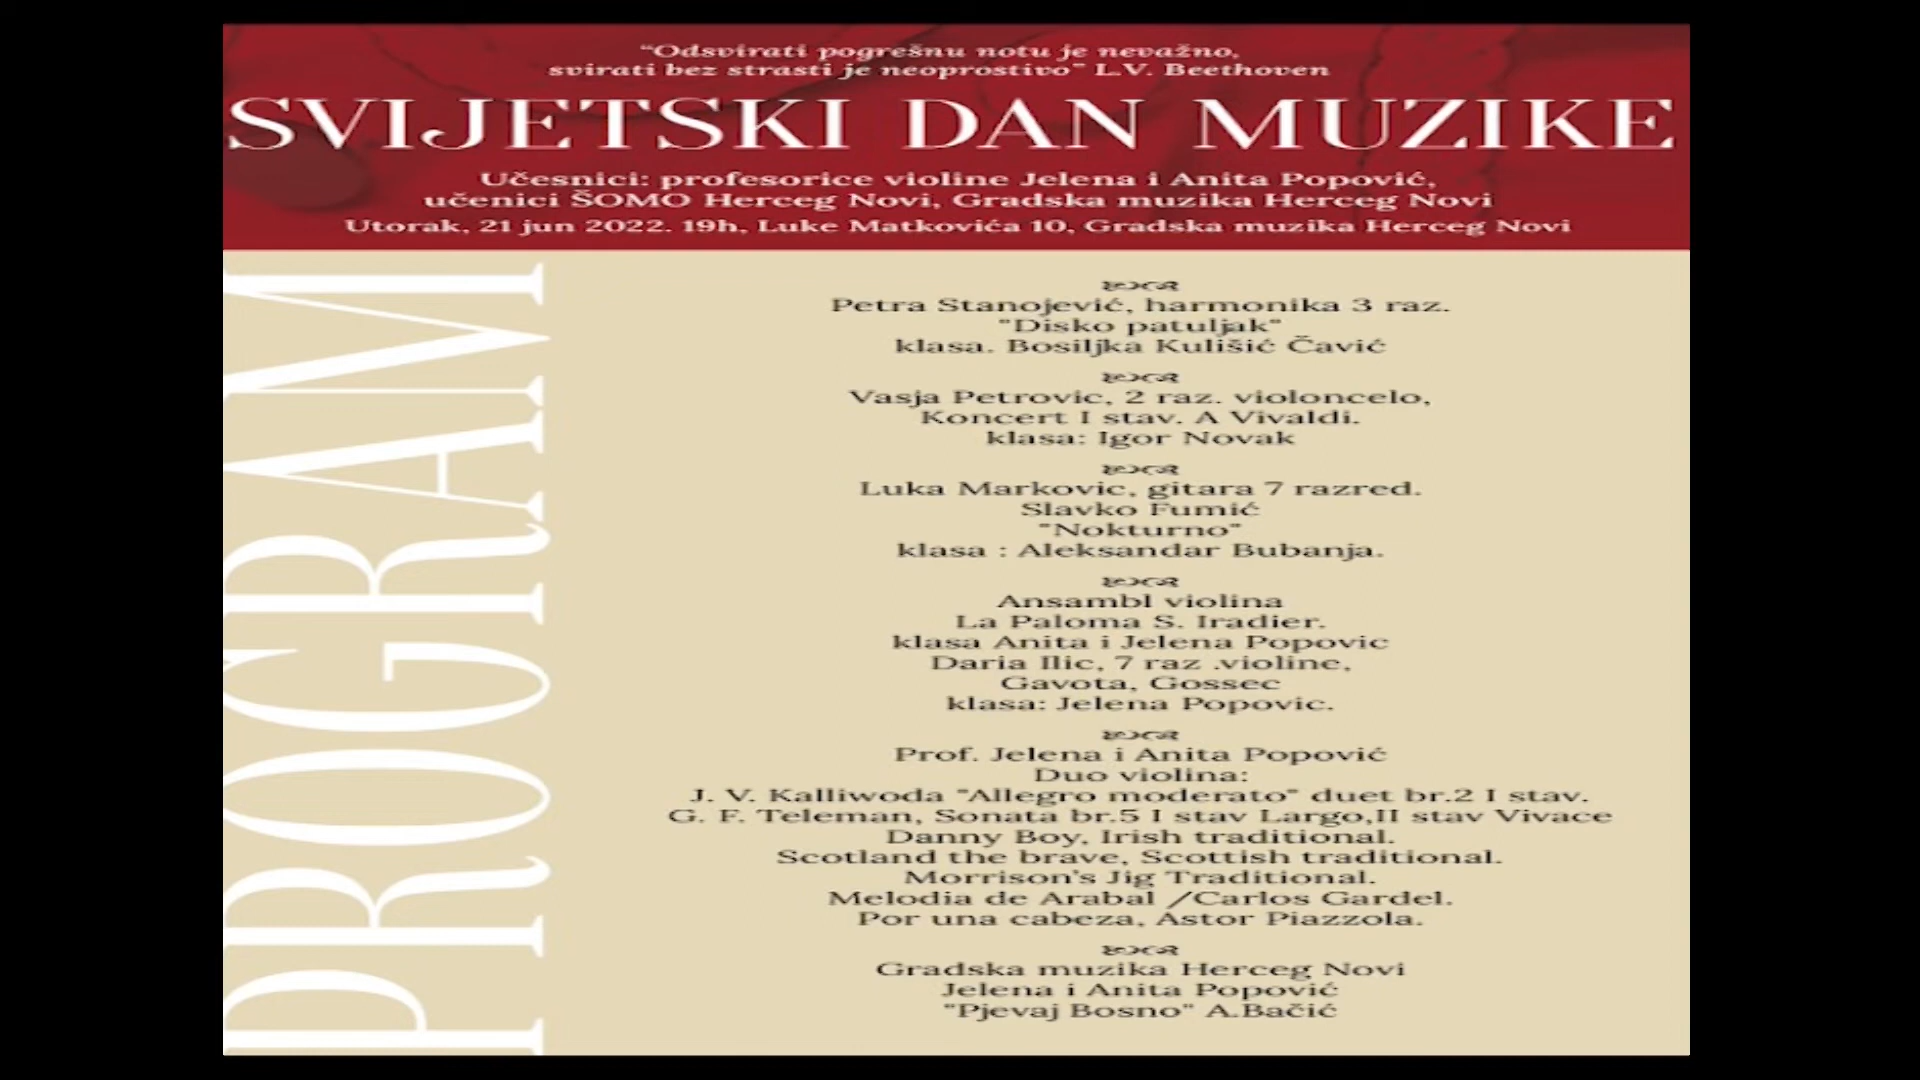 “Odsvirati pogrešnu notu je nevažno,
svirati bez strasti je neoprostivo” L.V. Beethoven
SVIJETSKI DAN MUZIKE
Učesnici: profesorice violine Jelena i Anita Popović,
učenici ŠOMO Herceg Novi, Gradska muzika Herceg Novi
Utorak, 21 jun 2022. 19h, Luke Matkovića 10, Gradska muzika Herceg Novi
PROGRAM
Petra Stanojević, harmonika 3 raz.
"Disko patuljak"
klasa. Bosiljka Kulišić Čavić
Vasja Petrovic, 2 raz. violoncelo,
Koncert I stav. A Vivaldi.
klasa: Igor Novak
Luka Markovic, gitara 7 razred.
Slavko Fumić
"Nokturno"
klasa : Aleksandar Bubanja.
Ansambl violina
La Paloma S. Iradier.
klasa Anita i Jelena Popovic
Daria Ilic, 7 raz .violine,
Gavota, Gossec
klasa: Jelena Popovic.
Prof. Jelena i Anita Popović
Duo violina:
J. V. Kalliwoda "Allegro moderato" duet br.2 I stav.
G. F. Teleman, Sonata br.5 I stav Largo,II stav Vivace
Danny Boy, Irish traditional.
Scotland the brave, Scottish traditional.
Morrison's Jig Traditional.
Melodia de Arabal /Carlos Gardel.
Por una cabeza, Astor Piazzola.
Gradska muzika Herceg Novi
Jelena i Anita Popović
"Pjevaj Bosno" A.Bačić